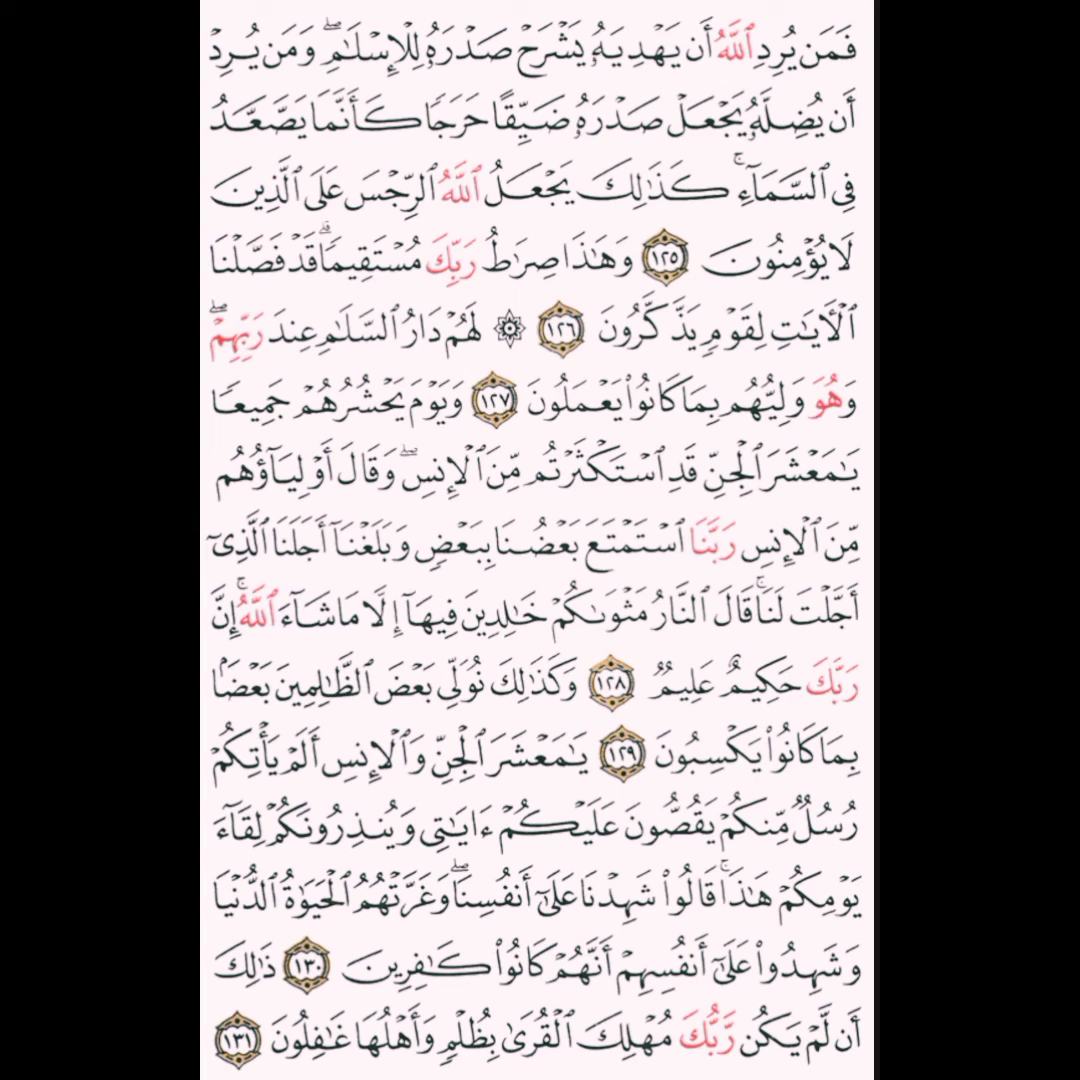 فَمَن يُرِدِ ٱللَّهُ أَن يَهْدِيَهُۥ يَشْرَحْ صَدْرَهُۥ لِلْإِسْلَٰمِ ۖ وَمَن يُرِدْ
أَن يُضِلَّهُۥ يَجْعَلْ صَدْرَهُۥ ضَيِّقًا حَرَجًا كَأَنَّمَا يَصَّعَّدُ
فِى ٱلسَّمَآءِ ۚ كَذَٰلِكَ يَجْعَلُ ٱللَّهُ ٱلرِّجْسَ عَلَى ٱلَّذِينَ
لَا يُؤْمِنُونَ ١٢٥ وَهَٰذَا صِرَٰطُ رَبِّكَ مُسْتَقِيمًا ۗ قَدْ فَصَّلْنَا
ٱلْـَٔايَٰتِ لِقَوْمٍ يَذَّكَّرُونَ ١٢٦ ۞ لَهُمْ دَارُ ٱلسَّلَٰمِ عِندَ رَبِّهِمْ ۖ
وَهُوَ وَلِيُّهُم بِمَا كَانُوا۟ يَعْمَلُونَ ١٢٧ وَيَوْمَ يَحْشُرُهُمْ جَمِيعًا
يَٰمَعْشَرَ ٱلْجِنِّ قَدِ ٱسْتَكْثَرْتُم مِّنَ ٱلْإِنسِ ۖ وَقَالَ أَوْلِيَآؤُهُم
مِّنَ ٱلْإِنسِ رَبَّنَا ٱسْتَمْتَعَ بَعْضُنَا بِبَعْضٍ وَبَلَغْنَآ أَجَلَنَا ٱلَّذِىٓ
أَجَّلْتَ لَنَا ۚ قَالَ ٱلنَّارُ مَثْوَىٰكُمْ خَٰلِدِينَ فِيهَآ إِلَّا مَا شَآءَ ٱللَّهُ ۗ إِنَّ
رَبَّكَ حَكِيمٌ عَلِيمٌ ١٢٨ وَكَذَٰلِكَ نُوَلِّى بَعْضَ ٱلظَّٰلِمِينَ بَعْضًۢا
بِمَا كَانُوا۟ يَكْسِبُونَ ١٢٩ يَٰمَعْشَرَ ٱلْجِنِّ وَٱلْإِنسِ أَلَمْ يَأْتِكُمْ
رُسُلٌ مِّنكُمْ يَقُصُّونَ عَلَيْكُمْ ءَايَٰتِى وَيُنذِرُونَكُمْ لِقَآءَ
يَوْمِكُمْ هَٰذَا ۚ قَالُوا۟ شَهِدْنَا عَلَىٰٓ أَنفُسِنَا ۖ وَغَرَّتْهُمُ ٱلْحَيَوٰةُ ٱلدُّنْيَا
وَشَهِدُوا۟ عَلَىٰٓ أَنفُسِهِمْ أَنَّهُمْ كَانُوا۟ كَٰفِرِينَ ١٣٠ ذَٰلِكَ
أَن لَّمْ يَكُن رَّبُّكَ مُهْلِكَ ٱلْقُرَىٰ بِظُلْمٍ وَأَهْلُهَا غَٰفِلُونَ ١٣١